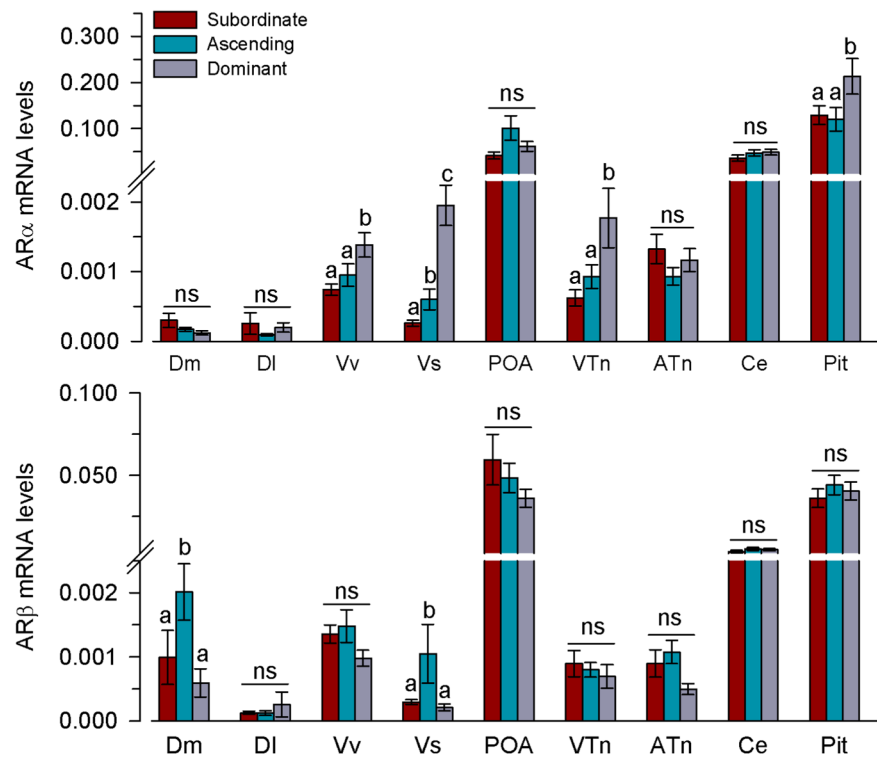 Subordinate
Ascending
Dominant
ARα mRNA levels
0.300
0.200
0.100
0.002
0.001
0.000
ns
ns
a a b
a b c
ns
a a b
ns
ns
a a b
Dm Dl Vv Vs POA VTn ATn Ce Pit
ARβ mRNA levels
0.100
0.050
0.002
0.001
0.000
a b a
ns
ns
a b a
ns
ns
ns
ns
ns
Dm Dl Vv Vs POA VTn ATn Ce Pit